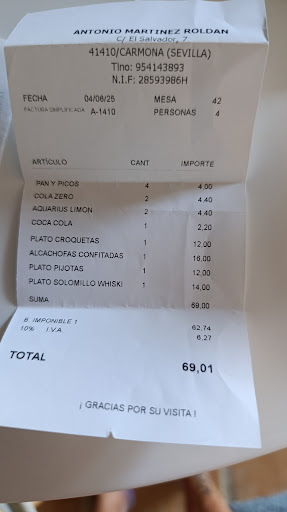 ANTONIO MARTINEZ ROLDAN
C/ El Salvador, 7
41410/CARMONA (SEVILLA)
Tlno: 954143893
N.I.F: 28593986H
FECHA 04/06/25 MESA 42
FACTURA SIMPLIFICADA A-1410 PERSONAS 4
ARTÍCULO CANT IMPORTE
PAN Y PICOS 4 4,00
COLA ZERO 2 4,40
AQUARIUS LIMON 2 4,40
COCA COLA 1 2,20
PLATO CROQUETAS 1 12,00
ALCACHOFAS CONFITADAS 1 16,00
PLATO PIJOTAS 1 12,00
PLATO SOLOMILLO WHISKI 1 14,00
SUMA 69,00
B. IMPONIBLE 1 62,74
10% I.V.A 6,27
TOTAL 69,01
¡ GRACIAS POR SU VISITA !